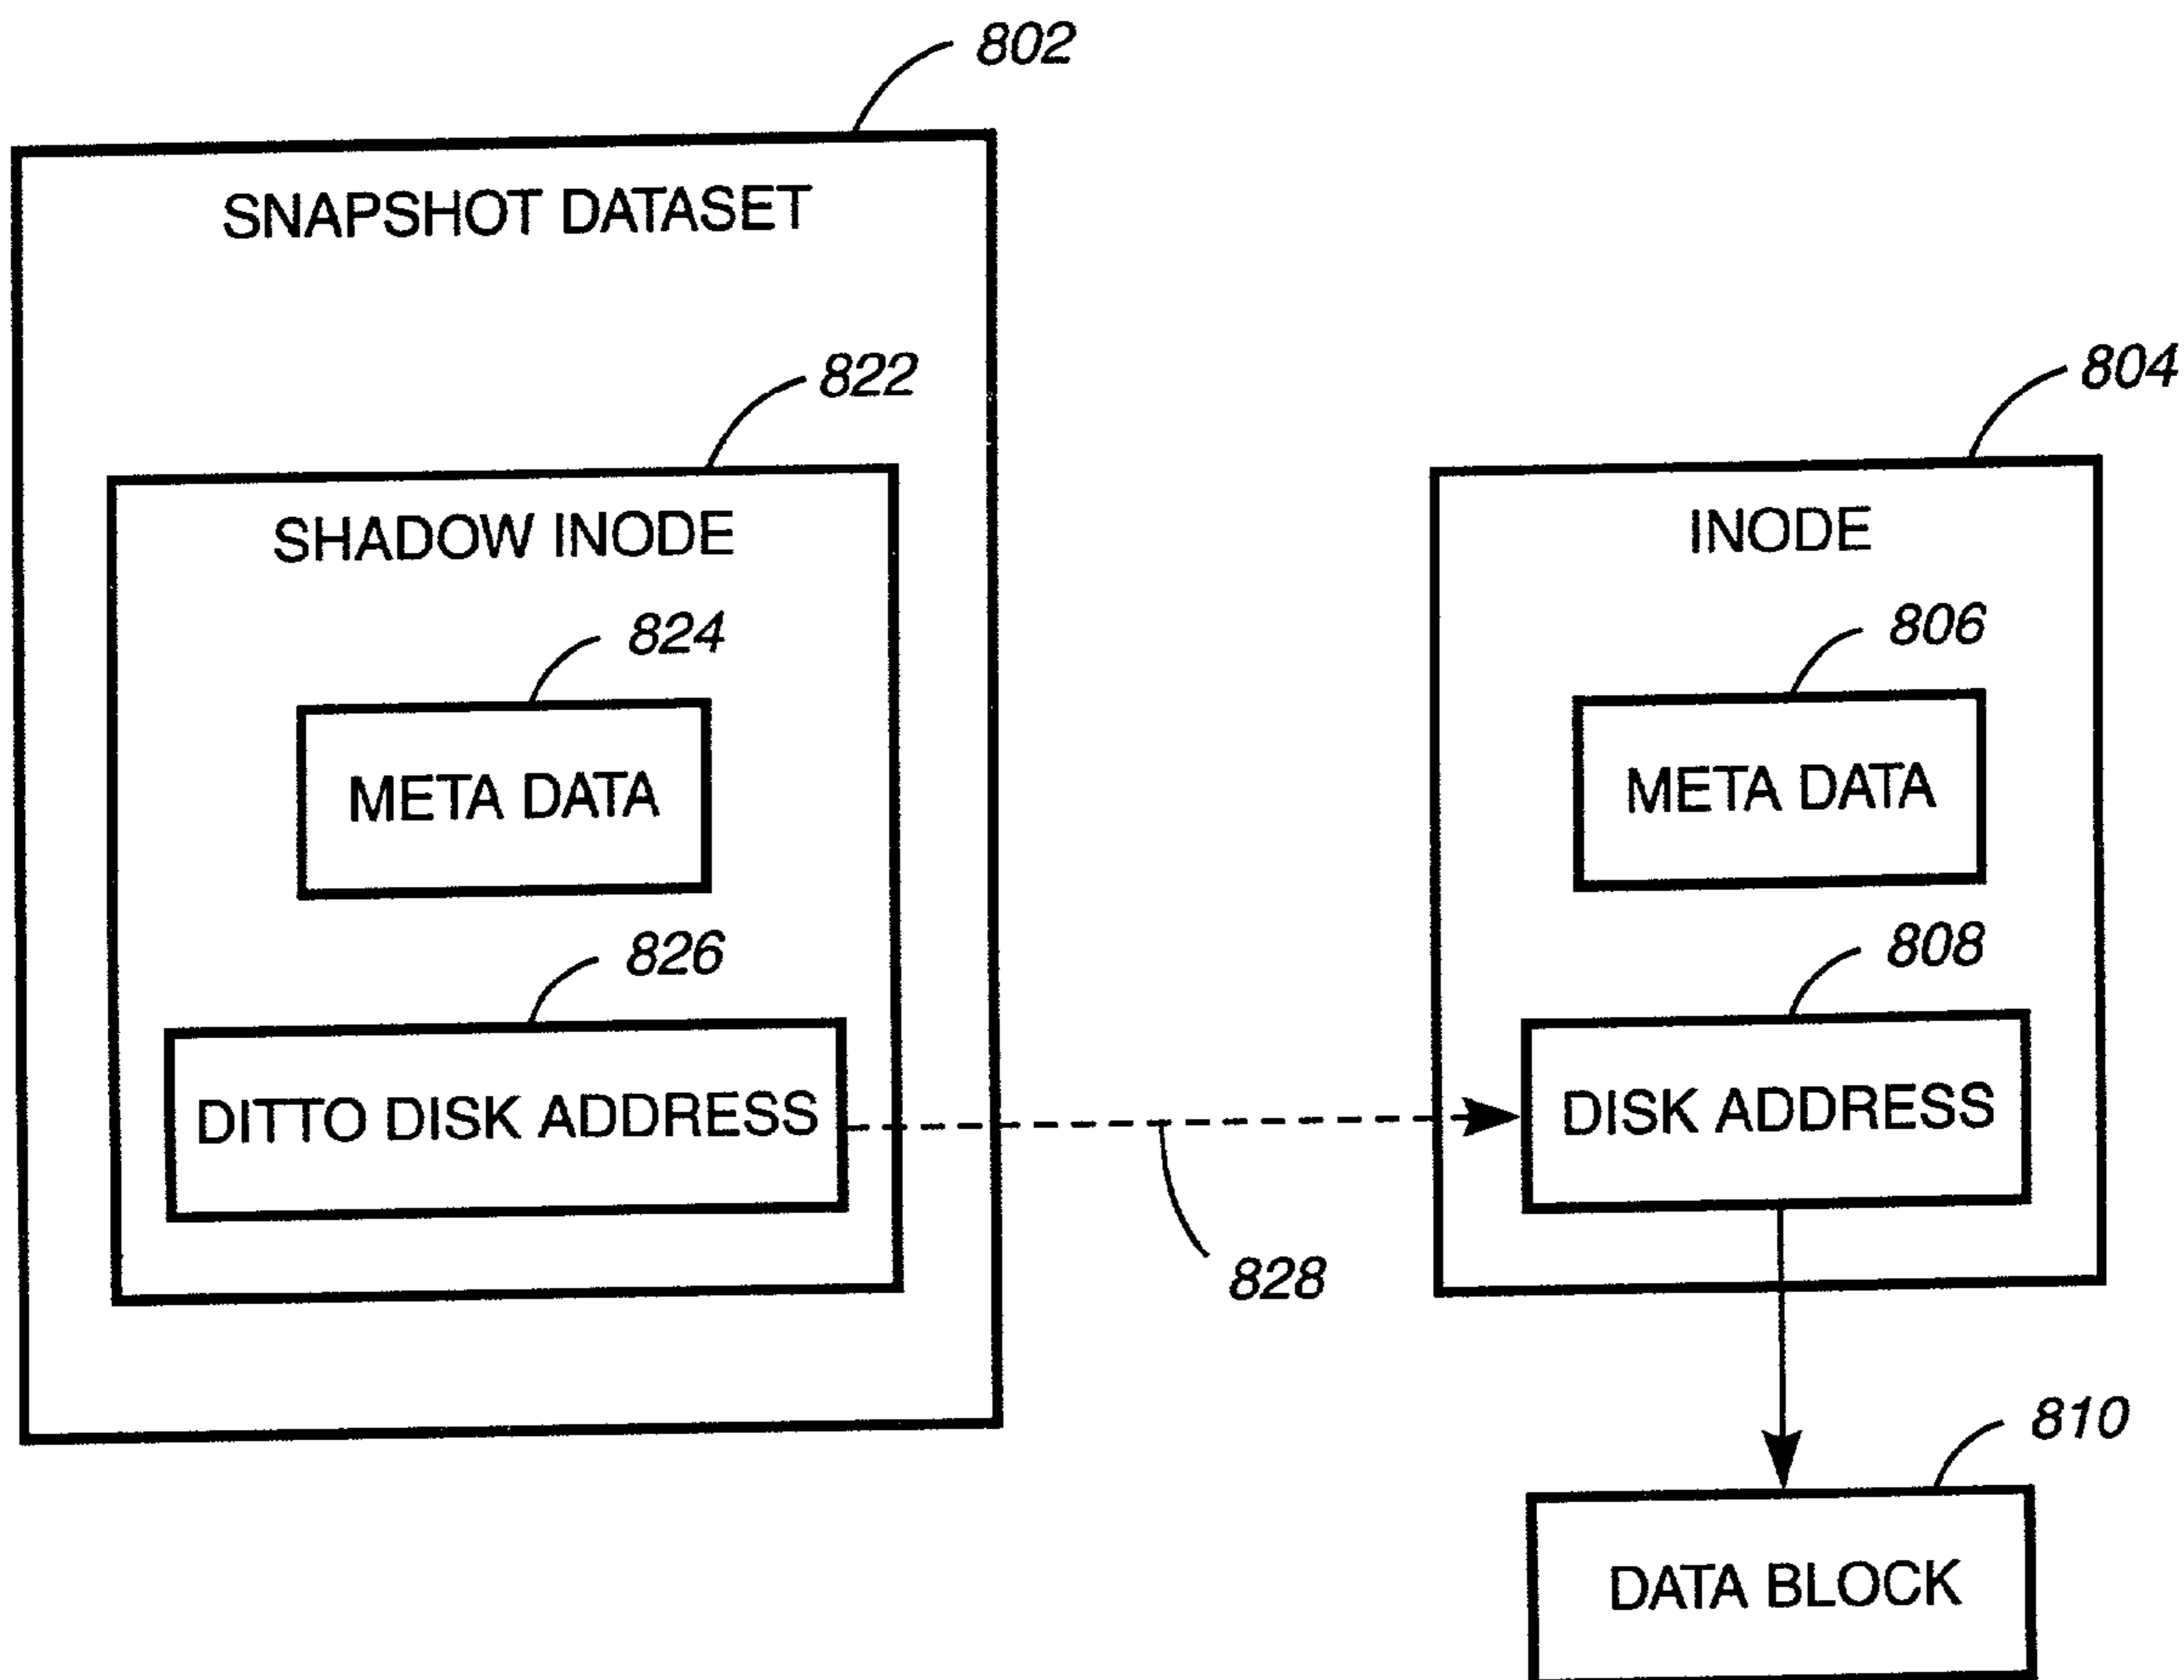 802
SNAPSHOT DATASET
822
804
SHADOW INODE
INODE
824
806
META DATA
META DATA
826
808
DITTO DISK ADDRESS
DISK ADDRESS
828
810
DATA BLOCK